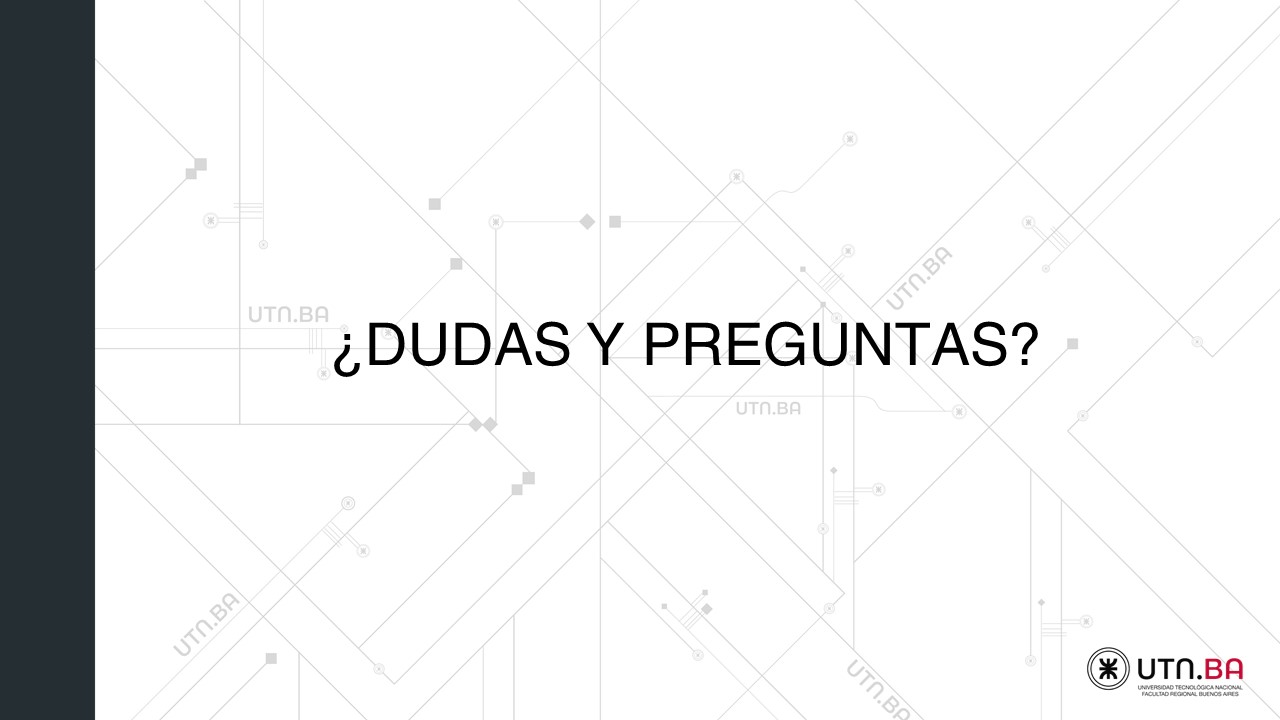 UTN.BA
UTN.BA
¿DUDAS Y PREGUNTAS?
UTN.BA
UTN.BA
UTN.BA
UTN.BA
UNIVERSIDAD TECNOLÓGICA NACIONAL
FACULTAD REGIONAL BUENOS AIRES